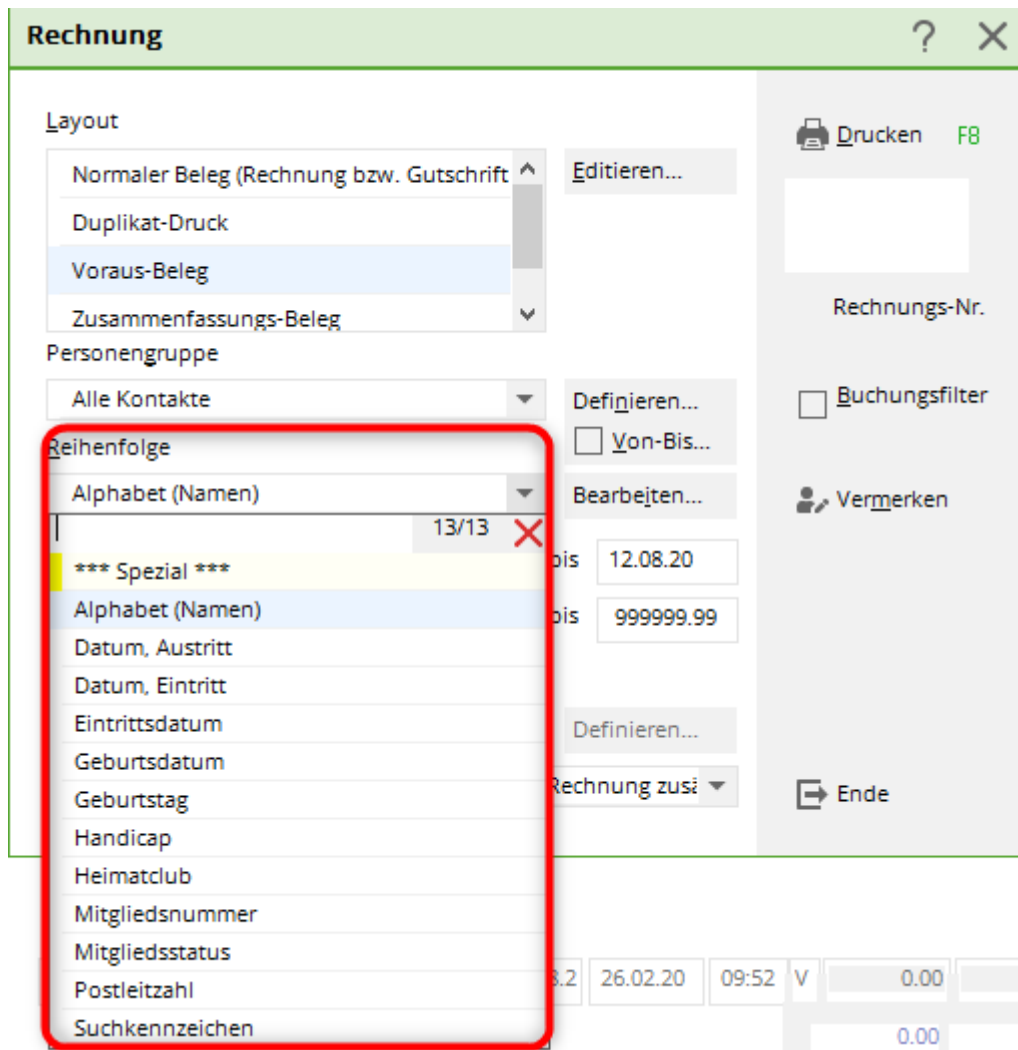 Rechnung
?
Layout
Normaler Beleg (Rechnung bzw. Gutschrift
Duplikat-Druck
Voraus-Beleg
Zusammenfassungs-Beleg
Editieren...
Drucken F8
Rechnungs-Nr.
Personengruppe
Alle Kontakte
Definieren...
Von-Bis...
Buchungsfilter
Reihenfolge
Alphabet (Namen)
Bearbeiten...
Vermerken
13/13
bis 12.08.20
bis 999999.99
*** Spezial ***
Alphabet (Namen)
Datum, Austritt
Datum, Eintritt
Eintrittsdatum
Geburtsdatum
Geburtstag
Handicap
Heimatclub
Mitgliedsnummer
Mitgliedsstatus
Postleitzahl
Suchkennzeichen
Definieren...
Rechnung zusä
Ende
8.2 26.02.20 09:52 V 0.00
0.00